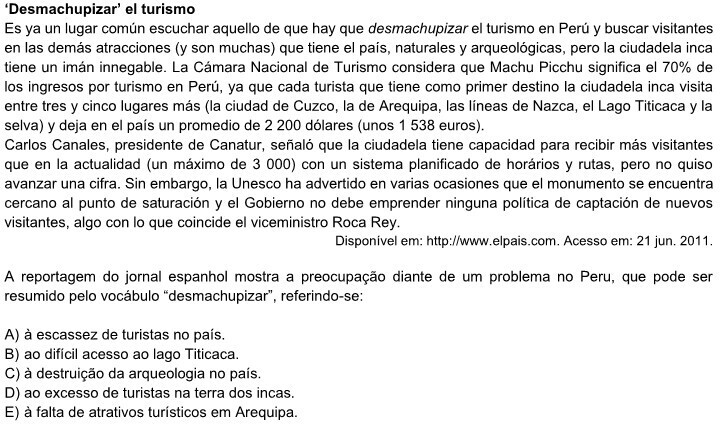 ‘Desmachupizar’ el turismo
Es ya un lugar común escuchar aquello de que hay que desmachupizar el turismo en Perú y buscar visitantes
en las demás atracciones (y son muchas) que tiene el país, naturales y arqueológicas, pero la ciudadela inca
tiene un imán innegable. La Cámara Nacional de Turismo considera que Machu Picchu significa el 70% de
los ingresos por turismo en Perú, ya que cada turista que tiene como primer destino la ciudadela inca visita
entre tres y cinco lugares más (la ciudad de Cuzco, la de Arequipa, las líneas de Nazca, el Lago Titicaca y la
selva) y deja en el país un promedio de 2 200 dólares (unos 1 538 euros).
Carlos Canales, presidente de Canatur, señaló que la ciudadela tiene capacidad para recibir más visitantes
que en la actualidad (un máximo de 3 000) con un sistema planificado de horários y rutas, pero no quiso
avanzar una cifra. Sin embargo, la Unesco ha advertido en varias ocasiones que el monumento se encuentra
cercano al punto de saturación y el Gobierno no debe emprender ninguna política de captación de nuevos
visitantes, algo con lo que coincide el viceministro Roca Rey.
Disponível em: http://www.elpais.com. Acesso em: 21 jun. 2011.
A reportagem do jornal espanhol mostra a preocupação diante de um problema no Peru, que pode ser
resumido pelo vocábulo “desmachupizar”, referindo-se:
A) à escassez de turistas no país.
B) ao difícil acesso ao lago Titicaca.
C) à destruição da arqueologia no país.
D) ao excesso de turistas na terra dos incas.
E) à falta de atrativos turísticos em Arequipa.